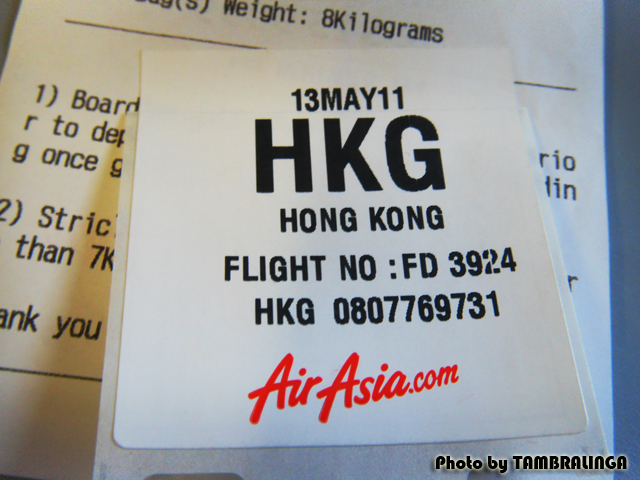 Bag(s) Weight: 8Kilograms
1) Board
r to dep
g once g
rio
din
2) Stric
than 7K
r
ank you
13MAY11
HKG
HONG KONG
FLIGHT NO :FD 3924
HKG 0807769731
AirAsia.com
Photo by TAMBRALINGA